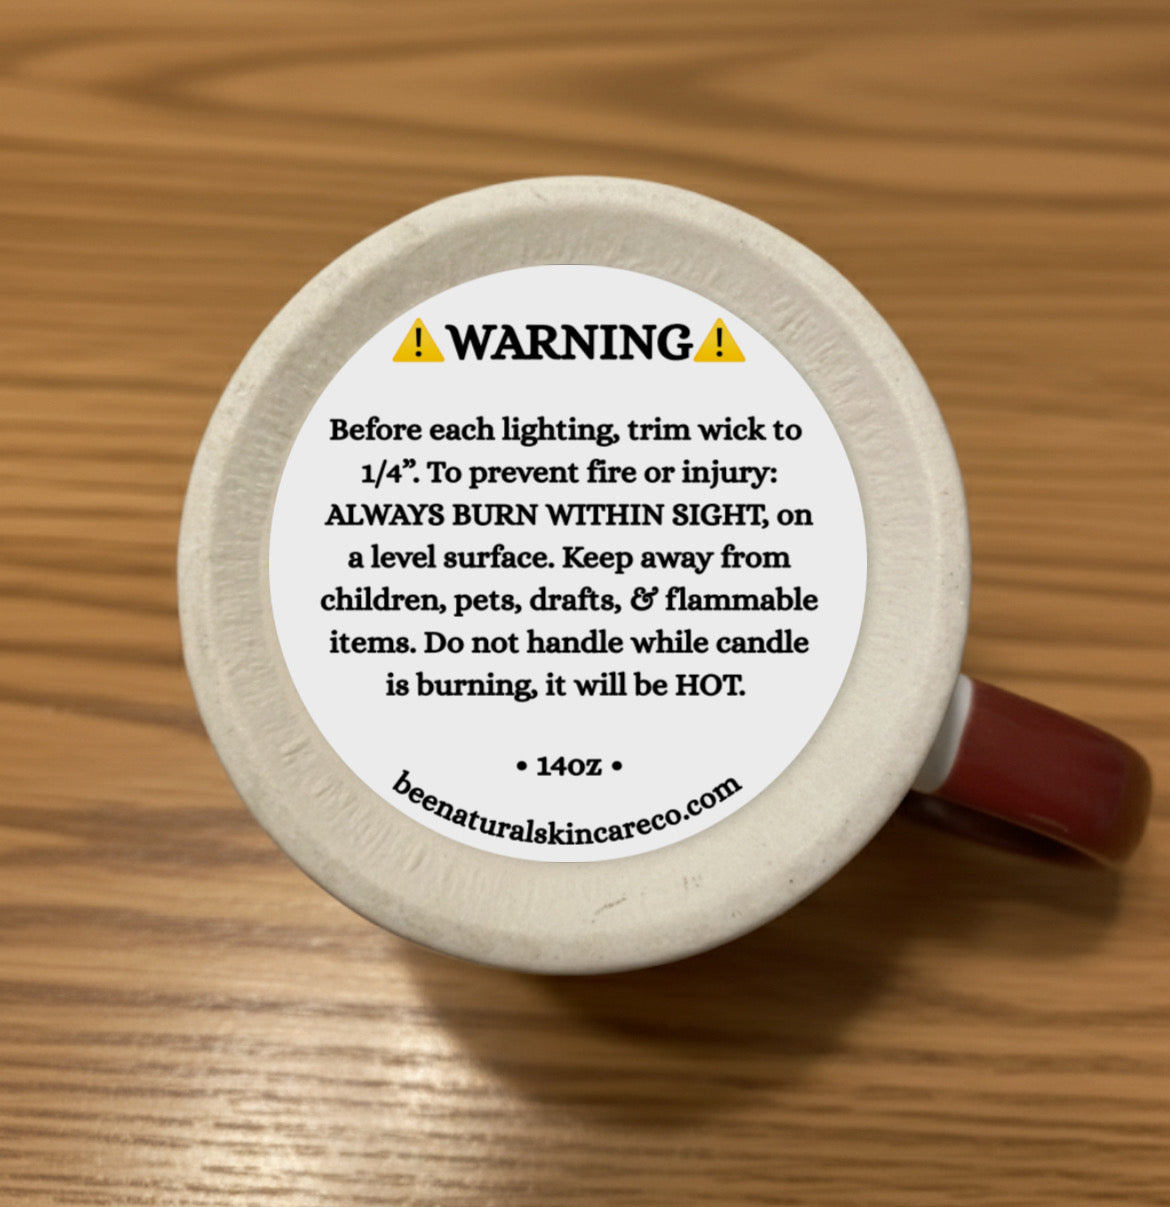 ⚠️WARNING⚠️
Before each lighting, trim wick to
1/4”. To prevent fire or injury:
ALWAYS BURN WITHIN SIGHT, on
a level surface. Keep away from
children, pets, drafts, & flammable
items. Do not handle while candle
is burning, it will be HOT.
• 14oz •
beenaturalskincareco.com